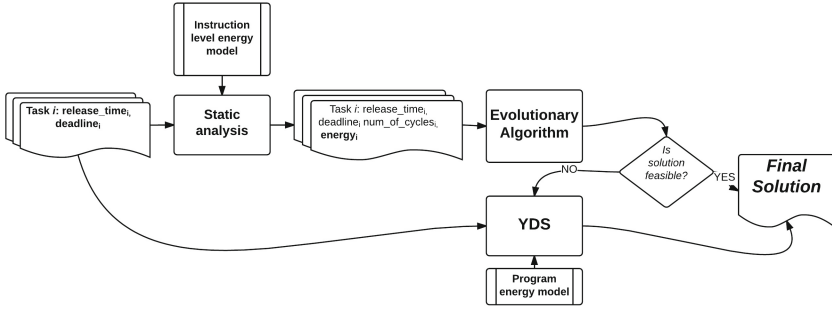 Instruction
level energy
model
Task i: release_timeᵢ,
deadlineᵢ
Static
analysis
Task i: release_timeᵢ,
deadlineᵢ num_of_cyclesᵢ,
energyᵢ
Evolutionary
Algorithm
Is
solution
feasible?
NO
YES
Final
Solution
YDS
Program
energy model